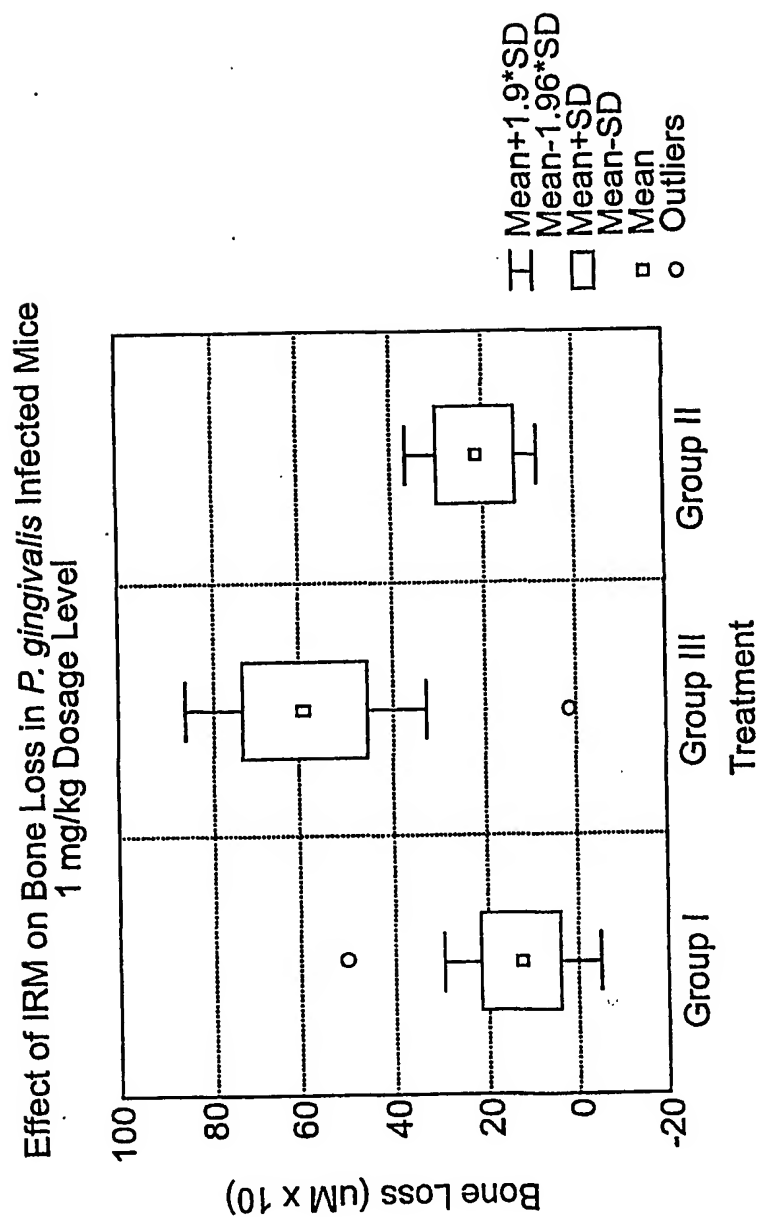 Effect of IRM on Bone Loss in P. gingivalis Infected Mice
1 mg/kg Dosage Level
Bone Loss (uM x 10)
100
80
60
40
20
0
-20
Group I
Group III
Group II
Treatment
Mean+1.9*SD
Mean-1.96*SD
Mean+SD
Mean-SD
Mean
Outliers